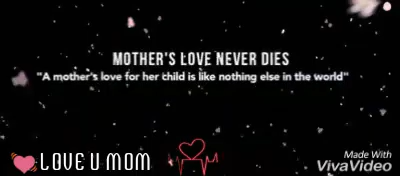 MOTHER'S LOVE NEVER DIES
"A mother's love for her child is like nothing else in the world"
LOVE U MOM
Made With
VivaVideo